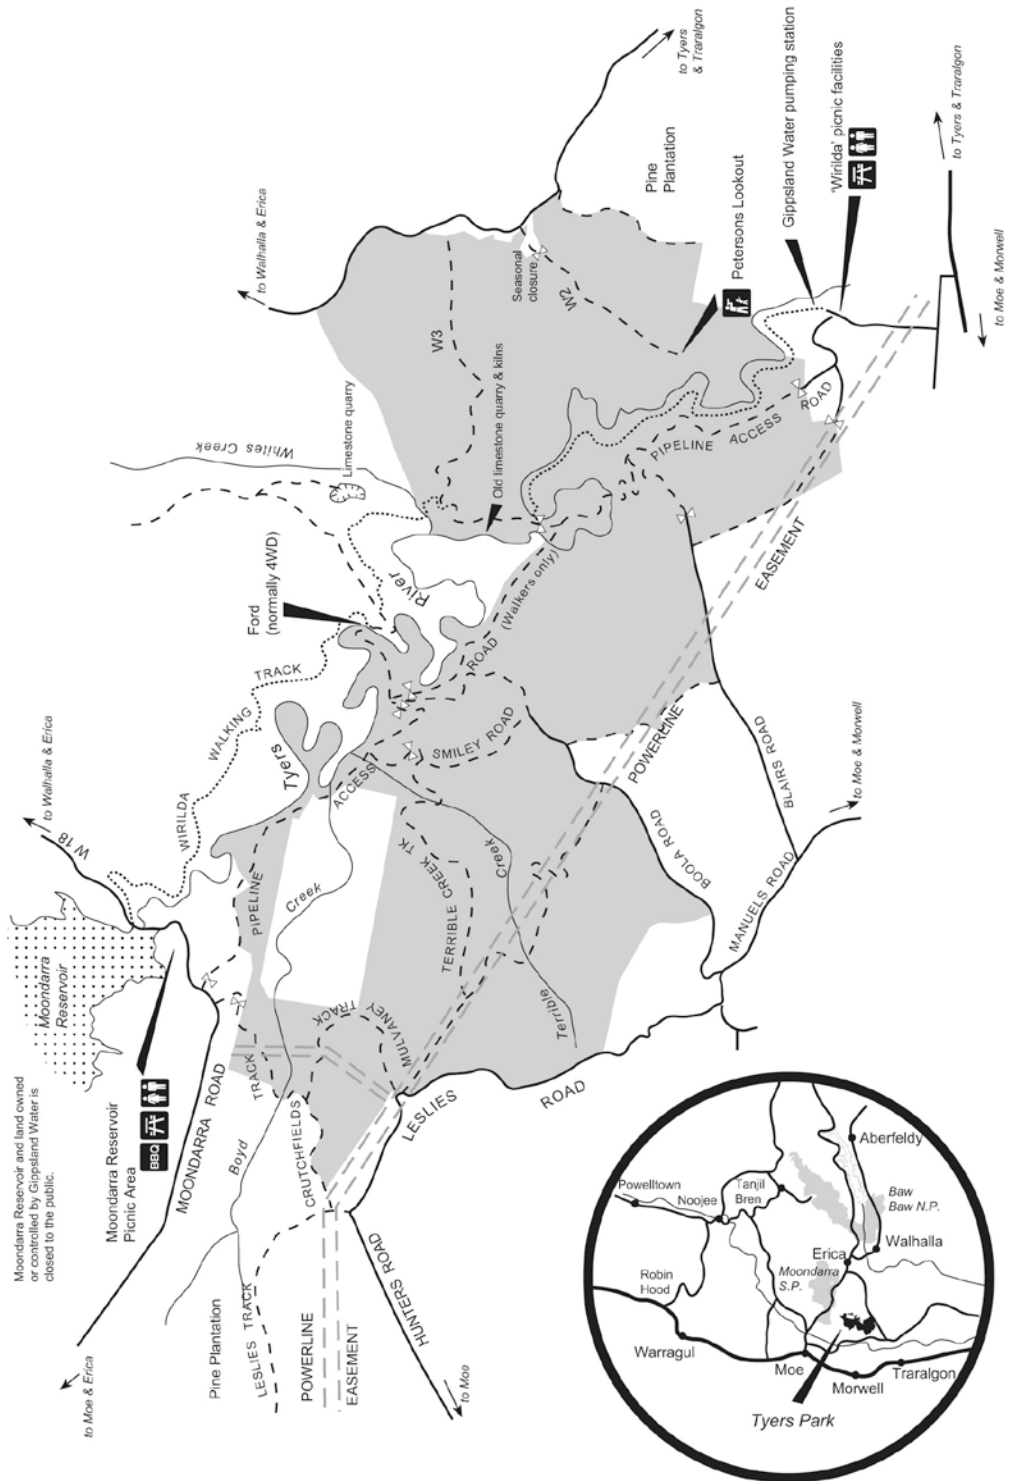 Moondarra Reservoir and land owned
or controlled by Gippsland Water is
closed to the public.
to Moe & Erica
Moondarra Reservoir
Picnic Area
BBQ
Moondarra
Reservoir
W 18
to Walhalla & Erica
MOONDARRA ROAD
WIRILDA
WALKING
TRACK
Tyers
River
Ford
(normally 4WD)
Whites Creek
Limestone quarry
to Walhalla & Erica
W3
Old limestone quarry & kilns
Seasonal
closure
W2
to Tyers
& Traralgon
Pine
Plantation
Petersons Lookout
Gippsland Water pumping station
'Wirilda' picnic facilities
to Tyers & Traralgon
to Moe & Morwell
PIPELINE
ACCESS
ROAD
(Walkers only)
PIPELINE
ACCESS
ROAD
SMILEY ROAD
Boyd
Creek
TRACK
CRUTCHFIELDS
MULVANEY
TRACK
TERRIBLE CREEK TK
Terrible
Creek
Pine Plantation
LESLIES TRACK
POWERLINE
EASEMENT
HUNTERS ROAD
to Moe
LESLIES
ROAD
POWERLINE
EASEMENT
BOOLA ROAD
MANUELS ROAD
BLAIRS ROAD
to Moe & Morwell
Powelltown
Noojee
Tanjil
Bren
Aberfeldy
Baw
Baw N.P.
Walhalla
Erica
Moondarra
S.P.
Robin
Hood
Warragul
Moe
Morwell
Traralgon
Tyers Park